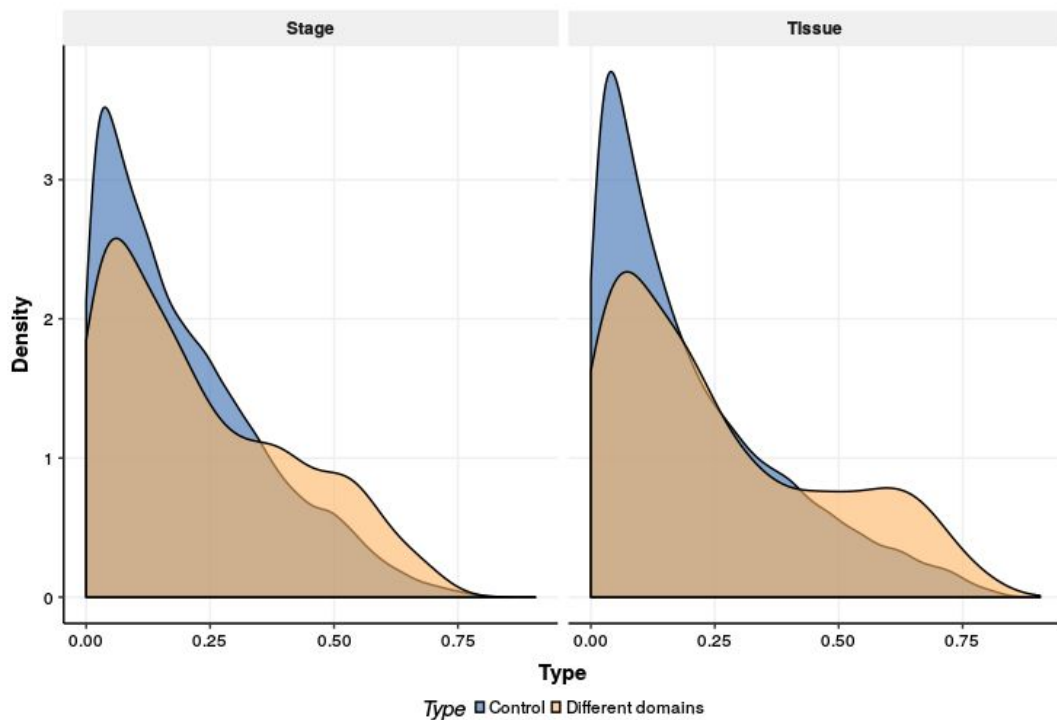 Stage
Tissue
Density
3
2
1
0
0.00 0.25 0.50 0.75
0.00 0.25 0.50 0.75
Type
Type Control Different domains